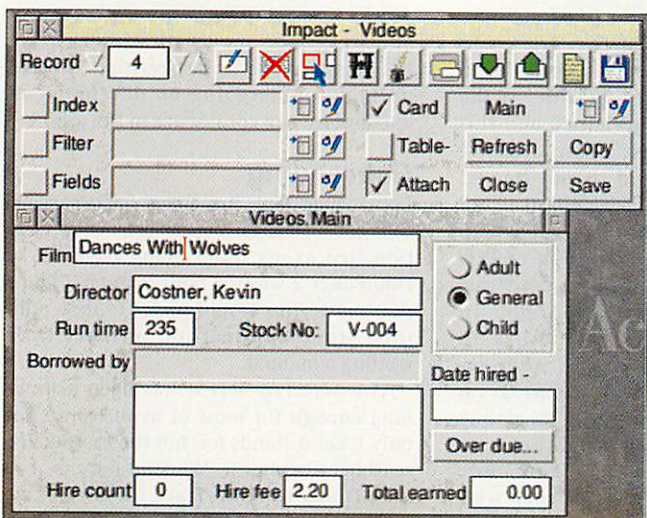 Impact - Videos
Record 4
Index
Card Main
Filter
Table- Refresh Copy
Fields
Attach Close Save
Videos.Main
Film Dances With Wolves
Adult
Director Costner, Kevin
General
Run time 235 Stock No: V-004
Child
Borrowed by
Date hired -
Over due...
Hire count 0 Hire fee 2.20 Total earned 0.00
Ac